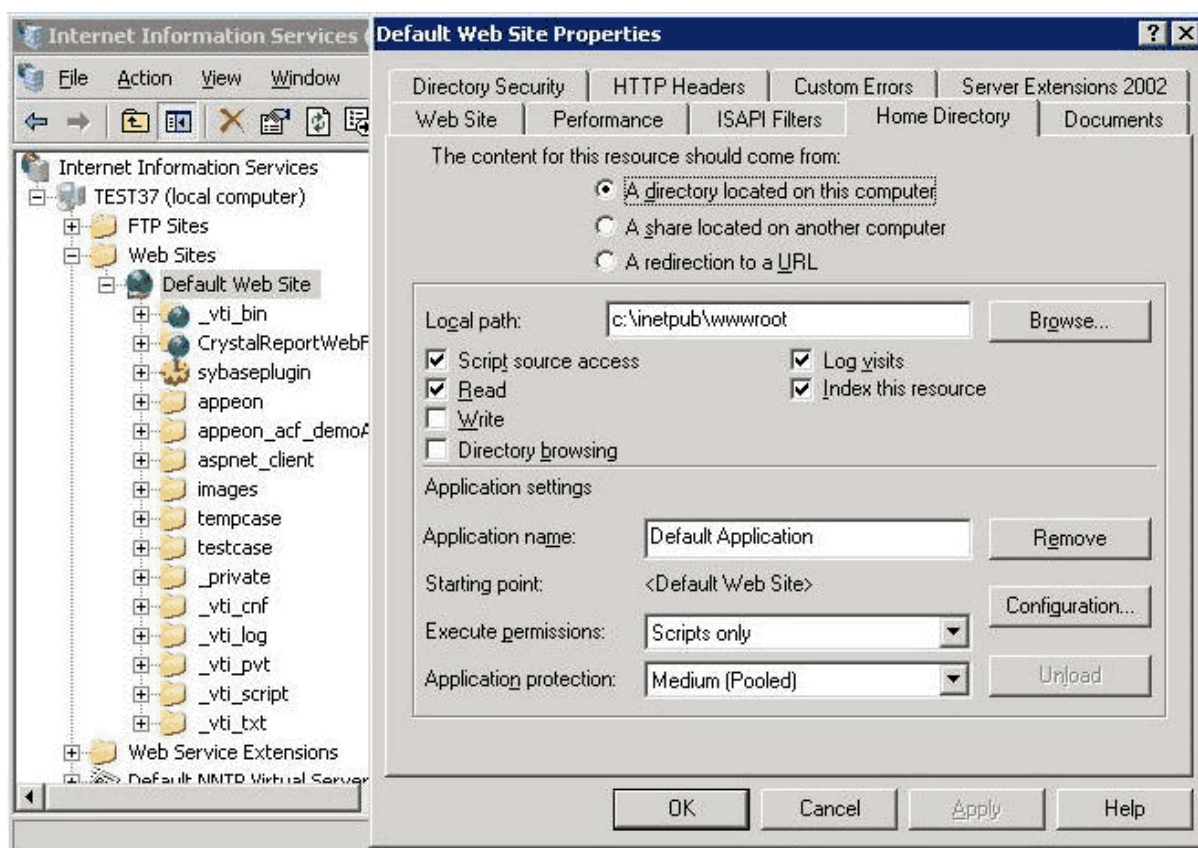 Internet Information Services (
File Action View Window
Internet Information Services
TEST37 (local computer)
FTP Sites
Web Sites
Default Web Site
_vti_bin
CrystalReportWebF
sybaseplugin
appeon
appeon_acf_demoA
aspnet_client
images
tempcase
testcase
_private
_vti_cnf
_vti_log
_vti_pvt
_vti_script
_vti_txt
Web Service Extensions
Default NNTP Virtual Server
Default Web Site Properties
Directory Security HTTP Headers Custom Errors Server Extensions 2002
Web Site Performance ISAPI Filters Home Directory Documents
The content for this resource should come from:
A directory located on this computer
A share located on another computer
A redirection to a URL
Local path: c:\inetpub\wwwroot Browse...
Script source access Log visits
Read Index this resource
Write
Directory browsing
Application settings
Application name: Default Application Remove
Starting point: <Default Web Site>
Configuration...
Execute permissions: Scripts only
Application protection: Medium (Pooled) Unload
OK Cancel Apply Help